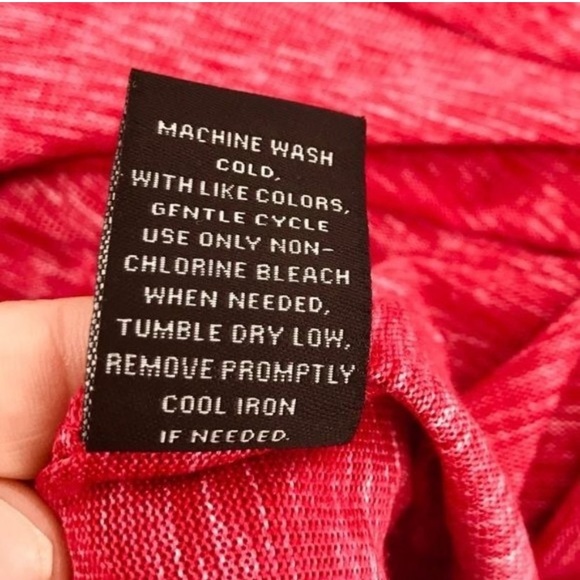 MACHINE WASH
COLD,
WITH LIKE COLORS,
GENTLE CYCLE
USE ONLY NON-
CHLORINE BLEACH
WHEN NEEDED,
TUMBLE DRY LOW,
REMOVE PROMPTLY
COOL IRON
IF NEEDED.